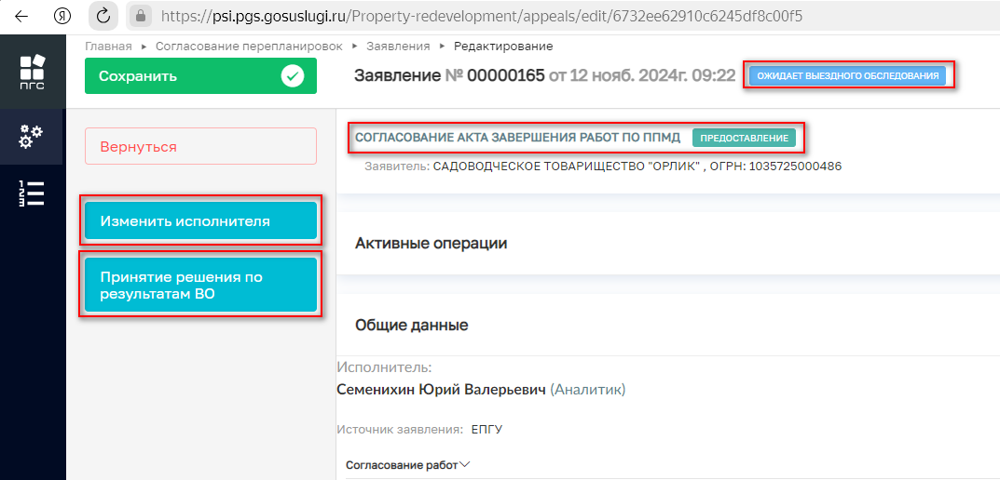 https://psi.pgs.gosuslugi.ru/Property-redevelopment/appeals/edit/6732ee62910c6245df8c00f5
Главная ▸ Согласование перепланировок ▸ Заявления ▸ Редактирование
Сохранить
Заявление № 00000165 от 12 нояб. 2024г. 09:22 ОЖИДАЕТ ВЫЕЗДНОГО ОБСЛЕДОВАНИЯ
пгс
Вернуться
СОГЛАСОВАНИЕ АКТА ЗАВЕРШЕНИЯ РАБОТ ПО ППМД ПРЕДОСТАВЛЕНИЕ
Заявитель: САДОВОДЧЕСКОЕ ТОВАРИЩЕСТВО "ОРЛИК" , ОГРН: 1035725000486
Изменить исполнителя
Принятие решения по
результатам ВО
Активные операции
Общие данные
Исполнитель:
Семенихин Юрий Валерьевич (Аналитик)
Источник заявления: ЕПГУ
Согласование работ